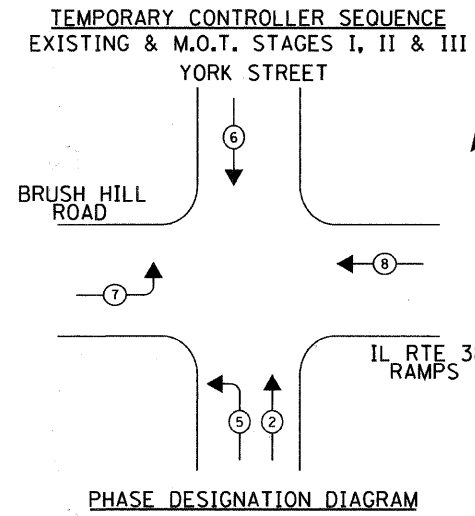 TEMPORARY CONTROLLER SEQUENCE
EXISTING & M.O.T. STAGES I, II & III
YORK STREET
6
BRUSH HILL
ROAD
7
8
IL RTE
RAMPS
5
2
PHASE DESIGNATION DIAGRAM